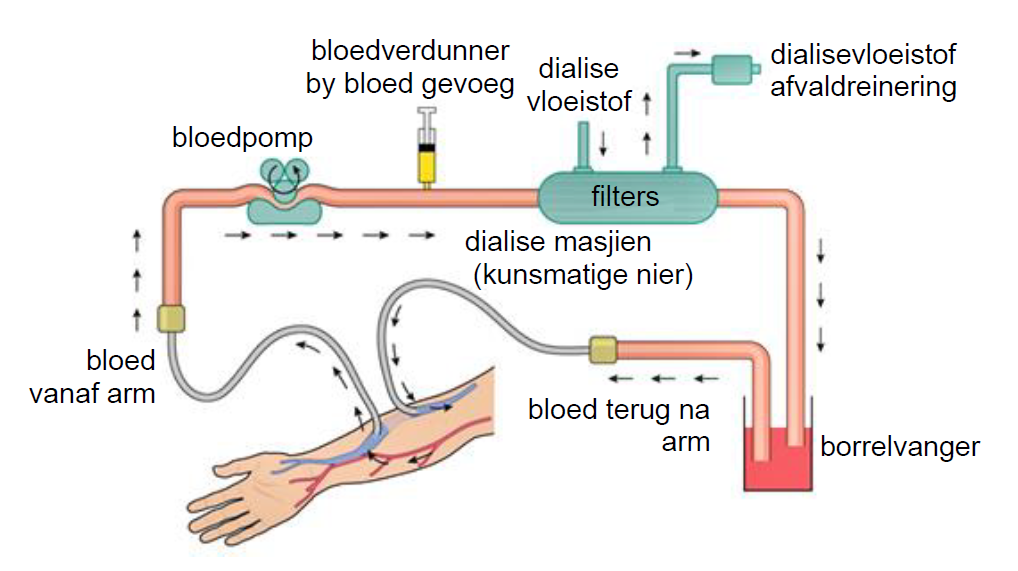 bloedverdunner
by bloed gevoeg
dialise
vloeistof
dialisevloeistof
afvaldreinering
bloedpomp
filters
dialise masjien
(kunsmatige nier)
bloed
vanaf arm
bloed terug na
arm
borrelvanger